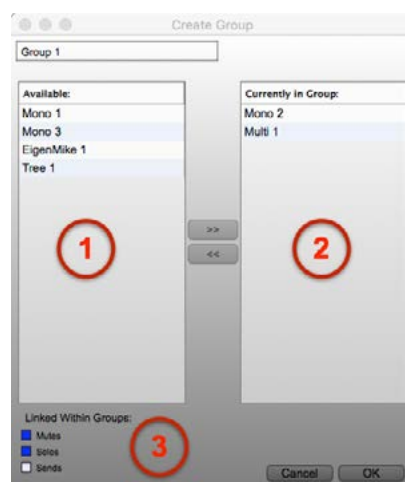 Create Group
Group 1
Available:
Mono 1
Mono 3
EigenMike 1
Tree 1
Currently in Group:
Mono 2
Multi 1
>>
<<
1
2
Linked Within Groups:
Mutes
Solos
Sends
3
Cancel
OK